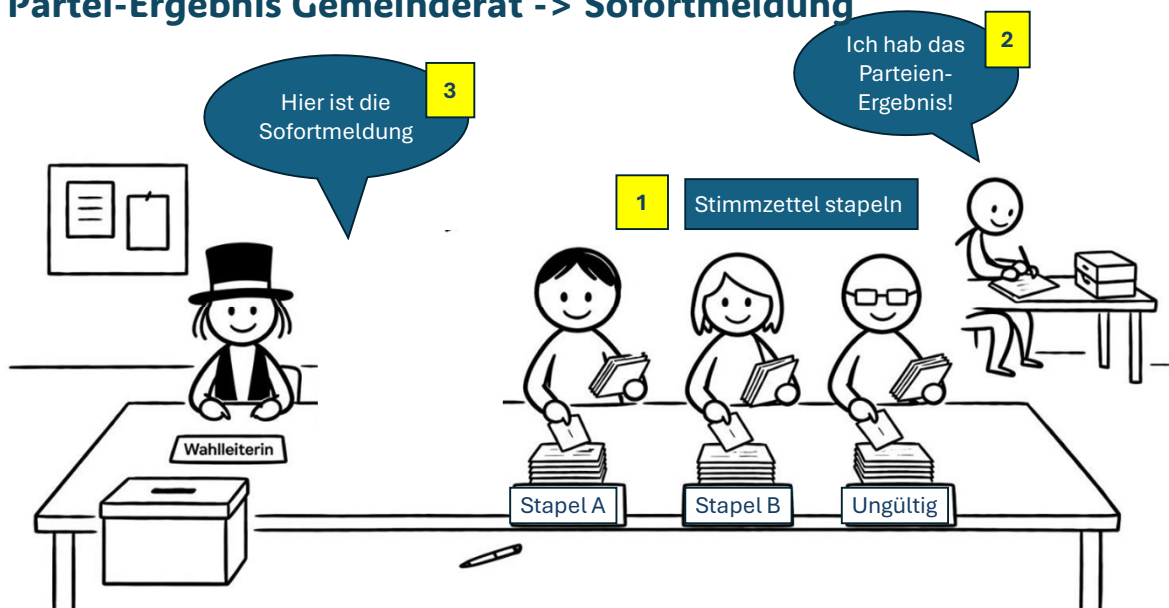 Partei-Ergebnis Gemeinderat -> Sofortmeldung
Ich hab das
Parteien-
Ergebnis!
2
Hier ist die
Sofortmeldung
3
1
Stimmzettel stapeln
Wahlleiterin
Stapel A
Stapel B
Ungültig